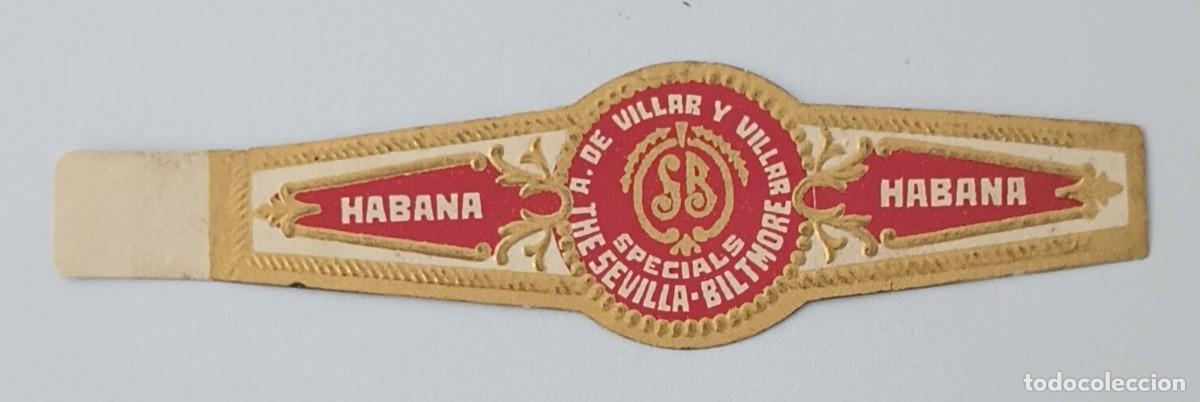 HABANA
A. DE VILLAR Y VILLAR
SB
SPECIALS
THE SEVILLA-BILTMORE
HABANA
todocoleccion